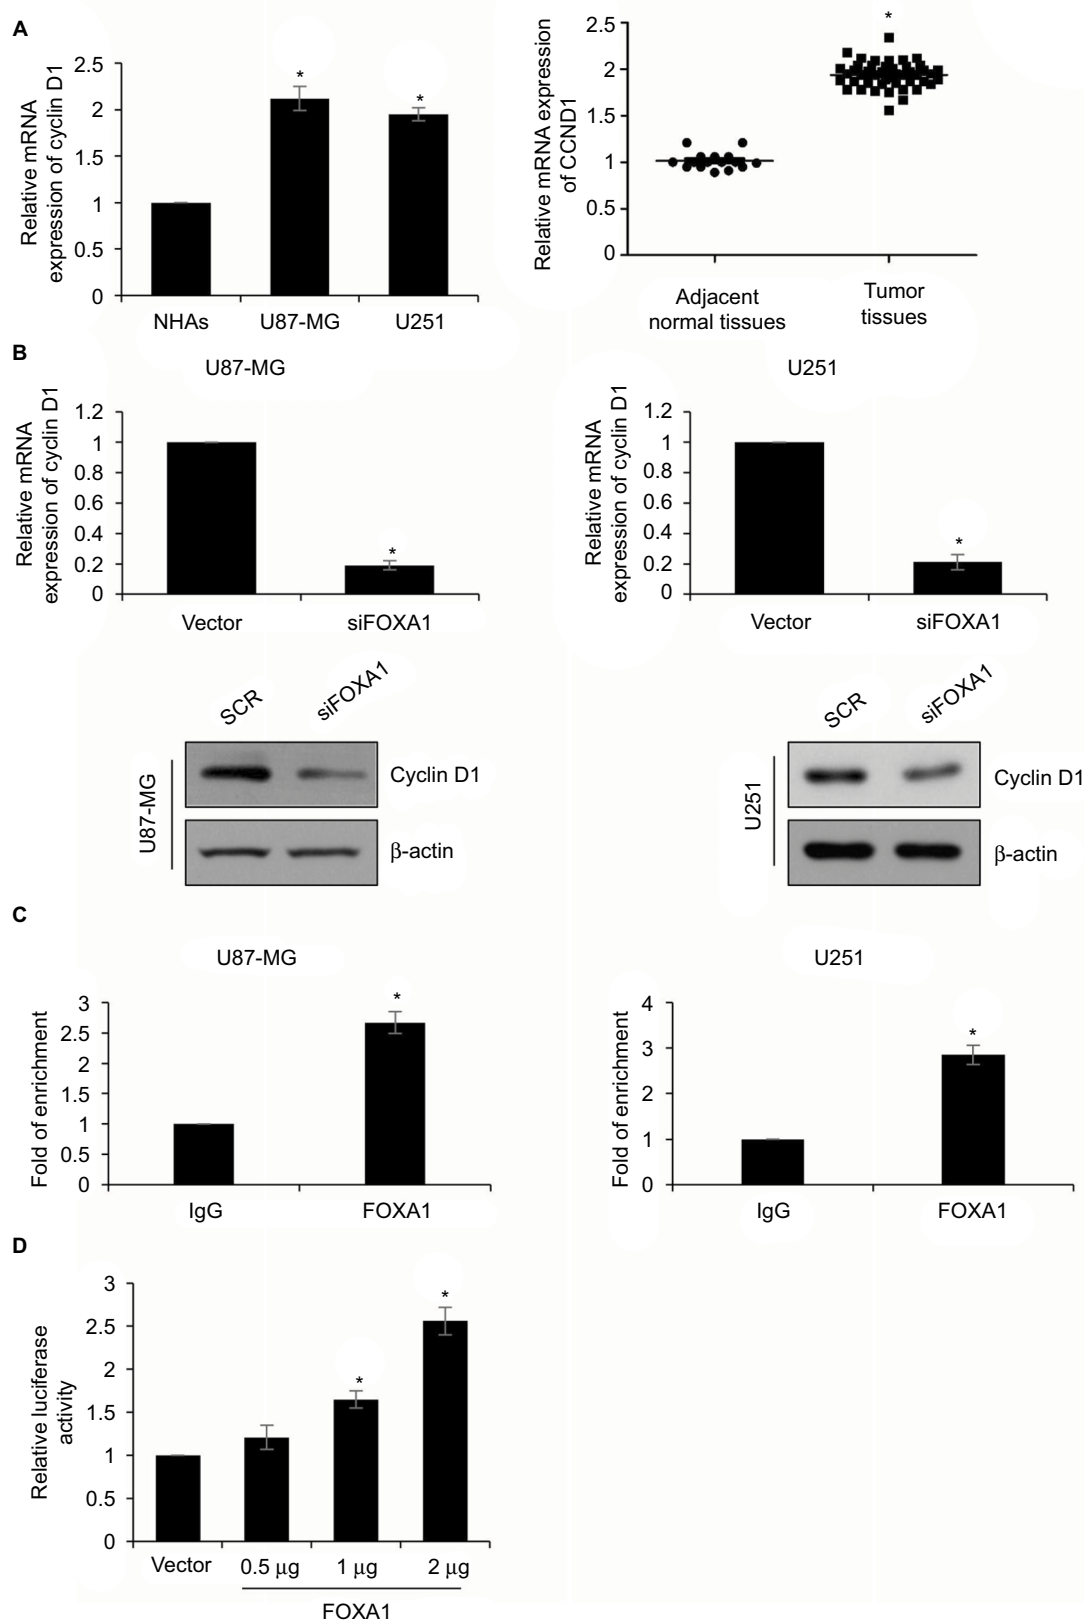 A
Relative mRNA
expression of cyclin D1
2.5
2
1.5
1
0.5
0
*
*
NHAs
U87-MG
U251
Relative mRNA expression
of CCND1
2.5
2
1.5
1
0.5
0
*
Adjacent
normal tissues
Tumor
tissues
B
U87-MG
Relative mRNA
expression of cyclin D1
1.2
1
0.8
0.6
0.4
0.2
0
*
Vector
siFOXA1
U251
Relative mRNA
expression of cyclin D1
1.2
1
0.8
0.6
0.4
0.2
0
*
Vector
siFOXA1
SCR
siFOXA1
U87-MG
Cyclin D1
β-actin
SCR
siFOXA1
U251
Cyclin D1
β-actin
C
U87-MG
Fold of enrichment
3
2.5
2
1.5
1
0.5
0
*
IgG
FOXA1
U251
Fold of enrichment
4
3
2
1
0
*
IgG
FOXA1
D
Relative luciferase
activity
3
2.5
2
1.5
1
0.5
0
*
*
Vector
0.5 μg
1 μg
2 μg
FOXA1